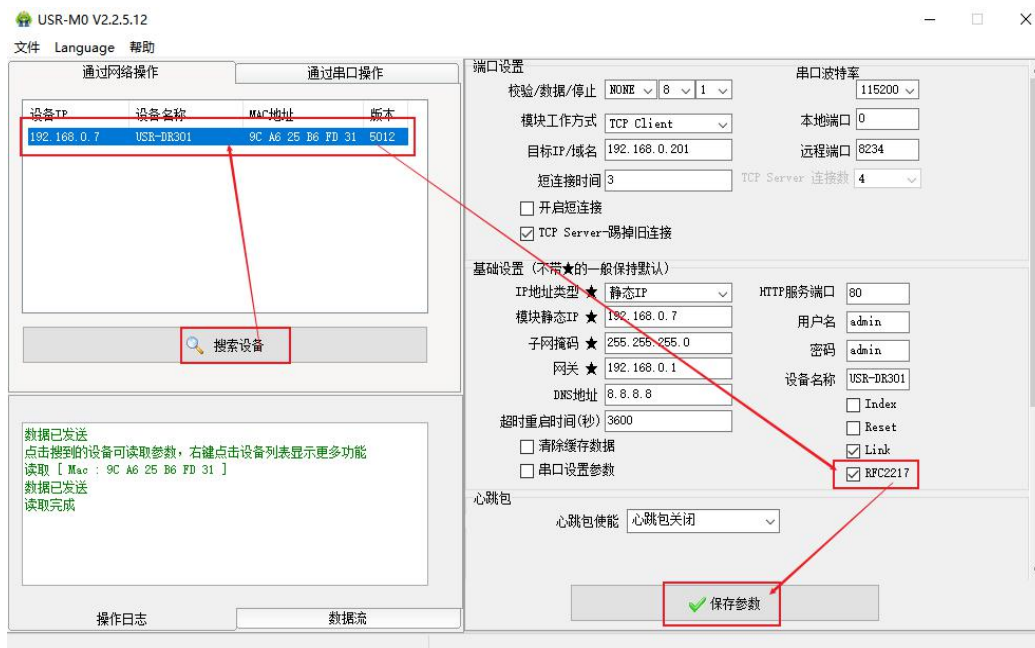 USR-M0 V2.2.5.12
文件 Language 帮助
通过网络操作 通过串口操作
设备IP 设备名称 MAC地址 版本
192.168.0.7 USR-DR301 9C A6 25 B6 FD 31 5012
搜索设备
数据已发送
点击搜到的设备可读取参数，右键点击设备列表显示更多功能
读取 [ Mac : 9C A6 25 B6 FD 31 ]
数据已发送
读取完成
操作日志 数据流
端口设置
校验/数据/停止 NONE 8 1
串口波特率
115200
模块工作方式 TCP Client
本地端口 0
目标IP/域名 192.168.0.201
远程端口 8234
短连接时间 3
TCP Server 连接数 4
开启短连接
TCP Server-踢掉旧连接
基础设置（不带★的一般保持默认）
IP地址类型 ★ 静态IP
HTTP服务端口 80
模块静态IP ★ 192.168.0.7
用户名 admin
子网掩码 ★ 255.255.255.0
密码 admin
网关 ★ 192.168.0.1
设备名称 USR-DR301
DNS地址 8.8.8.8
Index
超时重启时间(秒) 3600
Reset
清除缓存数据
Link
串口设置参数
RFC2217
心跳包
心跳包使能 心跳包关闭
保存参数